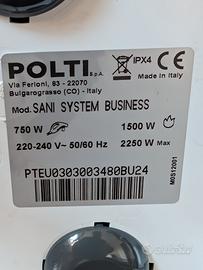 POLTI S.p.A.
Via Ferloni, 83 - 22070
Bulgarograsso (CO) - Italy
IPX4
Made in Italy
Mod. SANI SYSTEM BUSINESS
750 W 1500 W
220-240 V~ 50/60 Hz 2250 W Max
PTEU0303003480BU24
M0S12001
subito